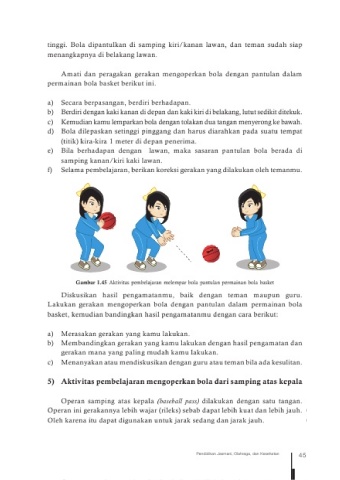 tinggi. Bola dipantulkan di samping kiri/kanan lawan, dan teman sudah siap
menangkapnya di belakang lawan.
Amati dan peragakan gerakan mengoperkan bola dengan pantulan dalam
permainan bola basket berikut ini.
a) Secara berpasangan, berdiri berhadapan.
b) Berdiri dengan kaki kanan di depan dan kaki kiri di belakang, lutut sedikit ditekuk.
c) Kemudian kamu lemparkan bola dengan tolakan dua tangan menyerong ke bawah.
d) Bola dilepaskan setinggi pinggang dan harus diarahkan pada suatu tempat
(titik) kira-kira 1 meter di depan penerima.
e) Bila berhadapan dengan lawan, maka sasaran pantulan bola berada di
samping kanan/kiri kaki lawan.
f) Selama pembelajaran, berikan koreksi gerakan yang dilakukan oleh temanmu.
Gambar 1.45 Aktivitas pembelajaran melempar bola pantulan permainan bola basket
Diskusikan hasil pengamatanmu, baik dengan teman maupun guru.
Lakukan gerakan mengoperkan bola dengan pantulan dalam permainan bola
basket, kemudian bandingkan hasil pengamatanmu dengan cara berikut:
a) Merasakan gerakan yang kamu lakukan.
b) Membandingkan gerakan yang kamu lakukan dengan hasil pengamatan dan
gerakan mana yang paling mudah kamu lakukan.
c) Menanyakan atau mendiskusikan dengan guru atau teman bila ada kesulitan.
5) Aktivitas pembelajaran mengoperkan bola dari samping atas kepala
Operan samping atas kepala (baseball pass) dilakukan dengan satu tangan.
Operan ini gerakannya lebih wajar (rileks) sebab dapat lebih kuat dan lebih jauh.
Oleh karena itu dapat digunakan untuk jarak sedang dan jarak jauh.
Pendidikan Jasmani, Olahraga, dan Kesehatan 45